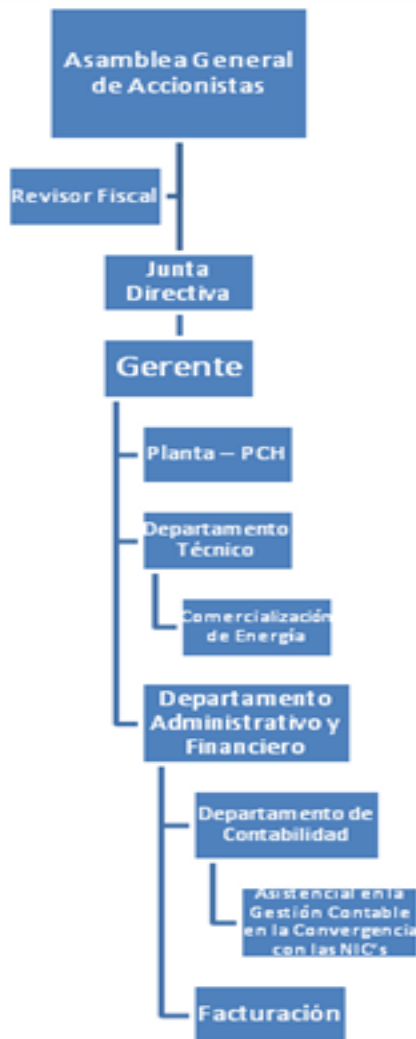 Asamblea General
de Accionistas
Revisor Fiscal
Junta
Directiva
Gerente
Planta – PCH
Departamento
Técnico
Comercialización
de Energía
Departamento
Administrativo y
Financiero
Departamento de
Contabilidad
Asistencial en la
Gestión Contable
en la Convergencia
con las NIC's
Facturación